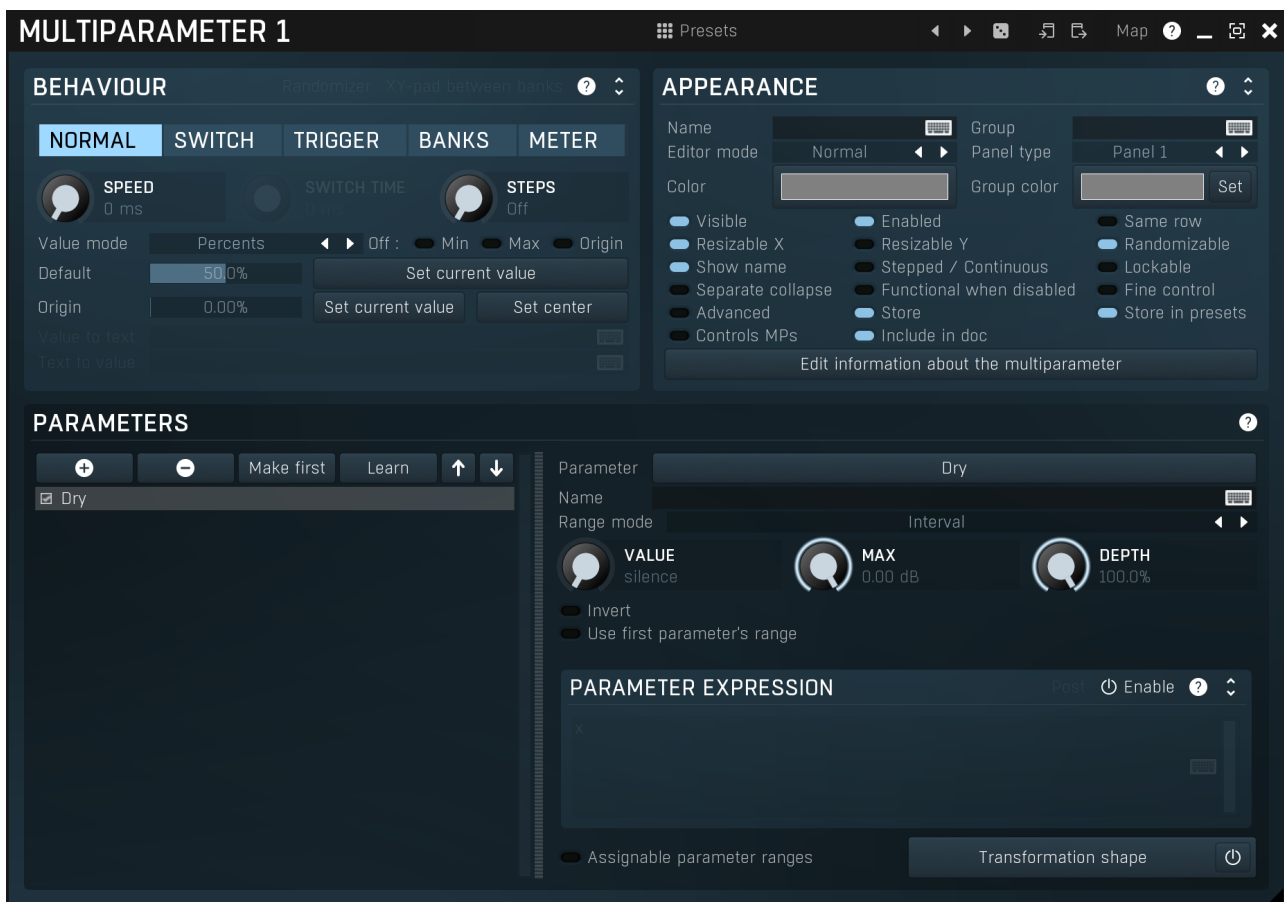 MULTIPARAMETER 1 Presets Map ?
BEHAVIOUR Randomizer XY-pad between banks ?
NORMAL SWITCH TRIGGER BANKS METER
SPEED
0 ms
SWITCH TIME
0 ms
STEPS
Off
Value mode Percents Off : Min Max Origin
Default 50.0% Set current value
Origin 0.00% Set current value Set center
Value to text
Text to value
APPEARANCE ?
Name Group
Editor mode Normal Panel type Panel 1
Color Group color Set
Visible Enabled Same row
Resizable X Resizable Y Randomizable
Show name Stepped / Continuous Lockable
Separate collapse Functional when disabled Fine control
Advanced Store Store in presets
Controls MPs Include in doc
Edit information about the multiparameter
PARAMETERS ?
Make first Learn
Dry
Parameter Dry
Name
Range mode Interval
VALUE
silence
MAX
0.00 dB
DEPTH
100.0%
Invert
Use first parameter's range
PARAMETER EXPRESSION Post Enable ?
x
Assignable parameter ranges Transformation shape